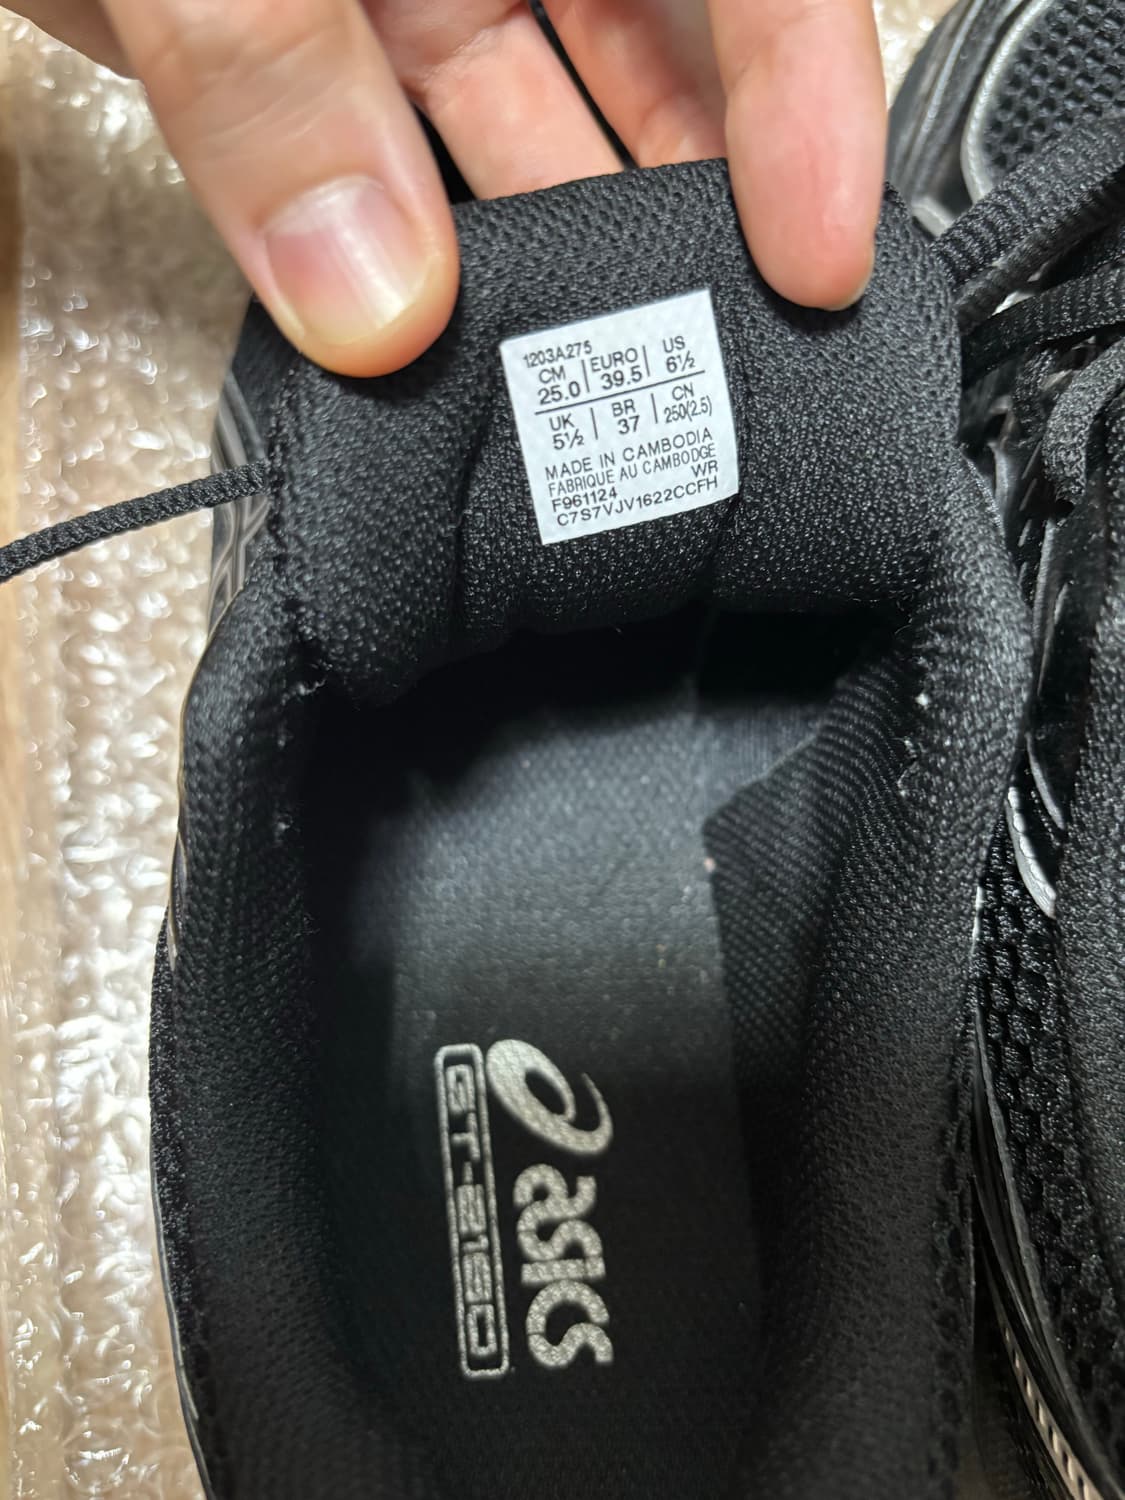 1203A275
CM EURO US
25.0 39.5 6½
UK BR CN
5½ 37 250(2.5)
MADE IN CAMBODIA
FABRIQUE AU CAMBODGE
WR
F961124
C7S7VJV1622CCFH
asics
GT-2160